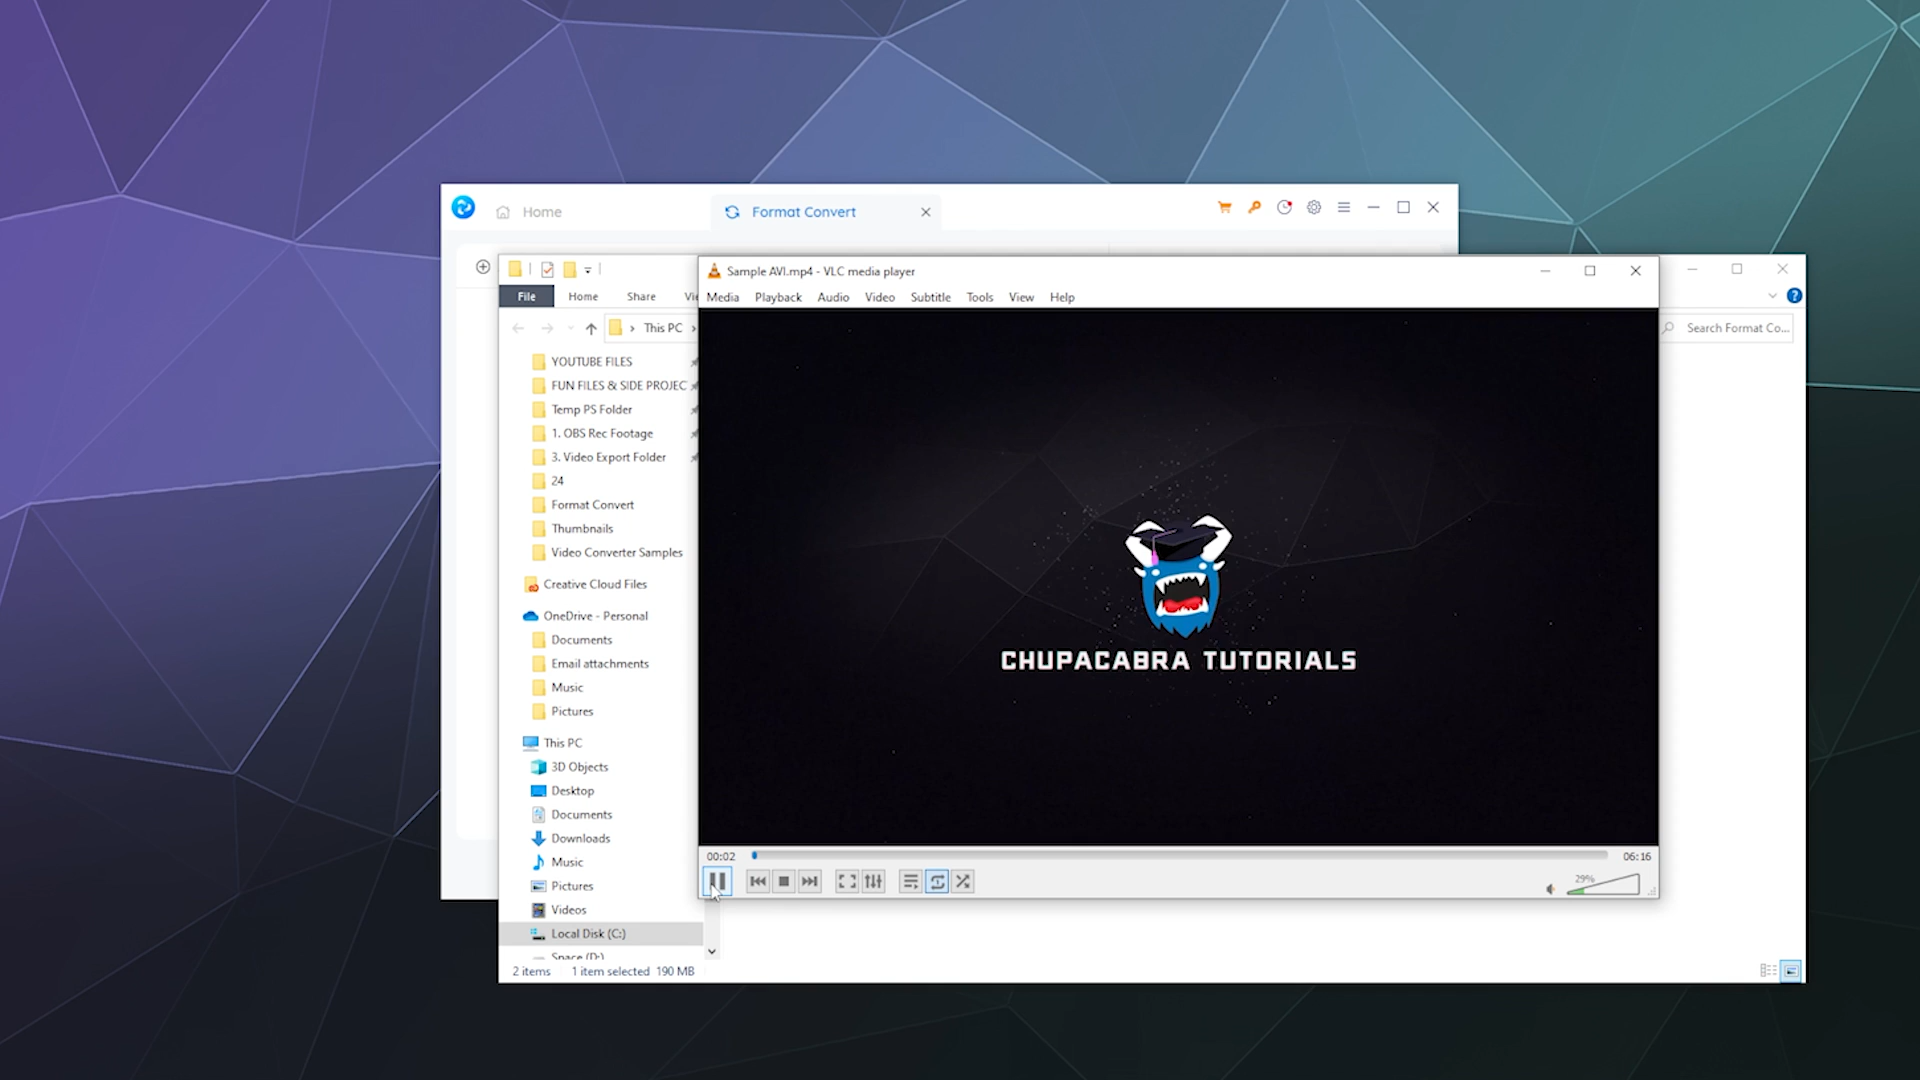 Home
Format Convert
Sample AVI.mp4 - VLC media player
File Home Share Vi
Media Playback Audio Video Subtitle Tools View Help
This PC
Search Format Co...
YOUTUBE FILES
FUN FILES & SIDE PROJEC
Temp PS Folder
1. OBS Rec Footage
3. Video Export Folder
24
Format Convert
Thumbnails
Video Converter Samples
Creative Cloud Files
OneDrive - Personal
Documents
Email attachments
Music
Pictures
This PC
3D Objects
Desktop
Documents
Downloads
Music
Pictures
Videos
Local Disk (C:)
Space (D:)
2 items 1 item selected 190 MB
CHUPACABRA TUTORIALS
00:02
06:16
29%